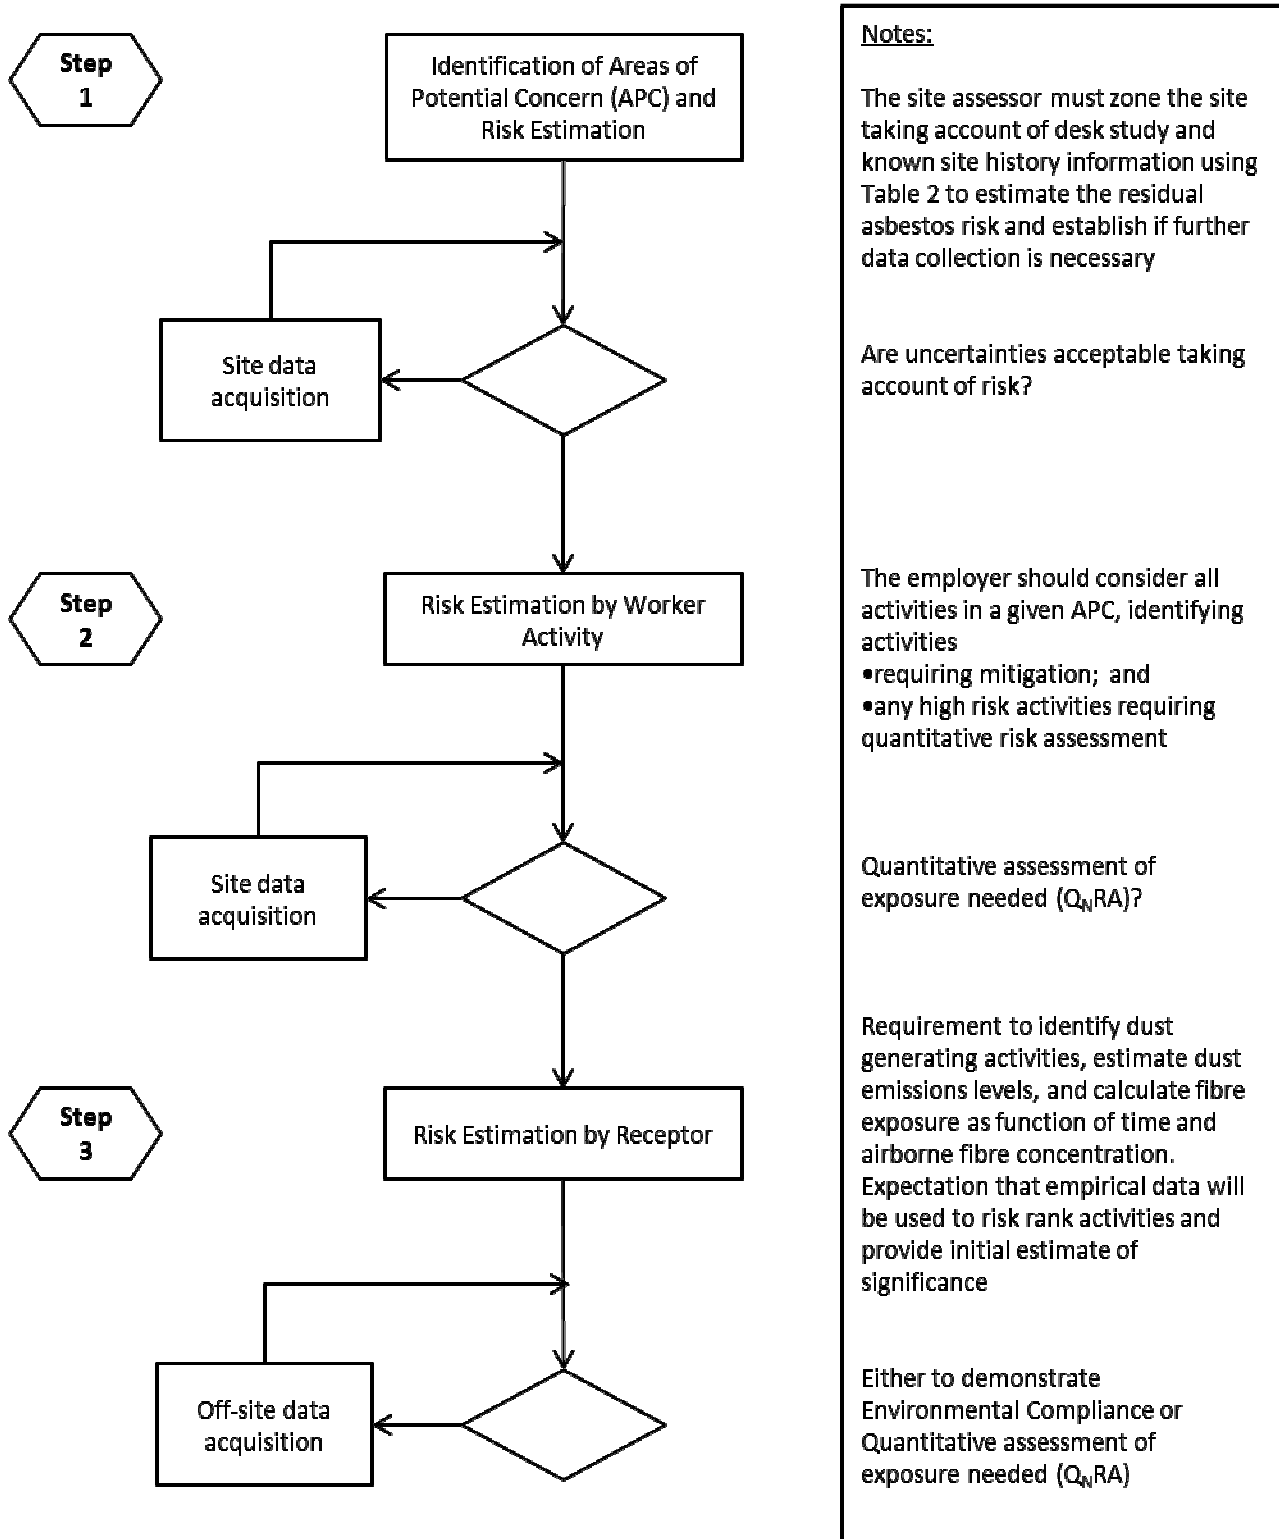 Step
1
Identification of Areas of
Potential Concern (APC) and
Risk Estimation
Site data
acquisition
Step
2
Risk Estimation by Worker
Activity
Site data
acquisition
Step
3
Risk Estimation by Receptor
Off-site data
acquisition
Notes:
The site assessor must zone the site
taking account of desk study and
known site history information using
Table 2 to estimate the residual
asbestos risk and establish if further
data collection is necessary
Are uncertainties acceptable taking
account of risk?
The employer should consider all
activities in a given APC, identifying
activities
•requiring mitigation; and
•any high risk activities requiring
quantitative risk assessment
Quantitative assessment of
exposure needed (QNRA)?
Requirement to identify dust
generating activities, estimate dust
emissions levels, and calculate fibre
exposure as function of time and
airborne fibre concentration.
Expectation that empirical data will
be used to risk rank activities and
provide initial estimate of
significance
Either to demonstrate
Environmental Compliance or
Quantitative assessment of
exposure needed (QNRA)